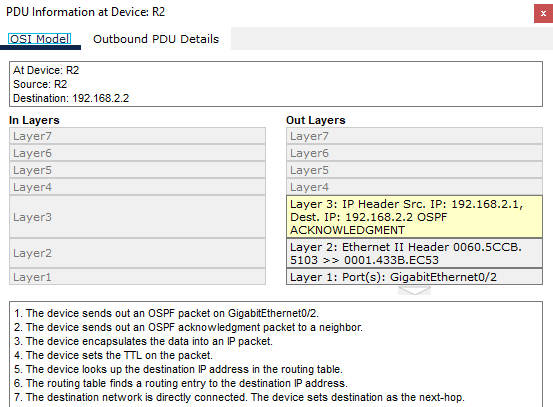 PDU Information at Device: R2
x
OSI Model Outbound PDU Details
At Device: R2
Source: R2
Destination: 192.168.2.2
In Layers
Layer7
Layer6
Layer5
Layer4
Layer3
Layer2
Layer1
Out Layers
Layer7
Layer6
Layer5
Layer4
Layer 3: IP Header Src. IP: 192.168.2.1,
Dest. IP: 192.168.2.2 OSPF
ACKNOWLEDGMENT
Layer 2: Ethernet II Header 0060.5CCB.
5103 >> 0001.433B.EC53
Layer 1: Port(s): GigabitEthernet0/2
1. The device sends out an OSPF packet on GigabitEthernet0/2.
2. The device sends out an OSPF acknowledgment packet to a neighbor.
3. The device encapsulates the data into an IP packet.
4. The device sets the TTL on the packet.
5. The device looks up the destination IP address in the routing table.
6. The routing table finds a routing entry to the destination IP address.
7. The destination network is directly connected. The device sets destination as the next-hop.